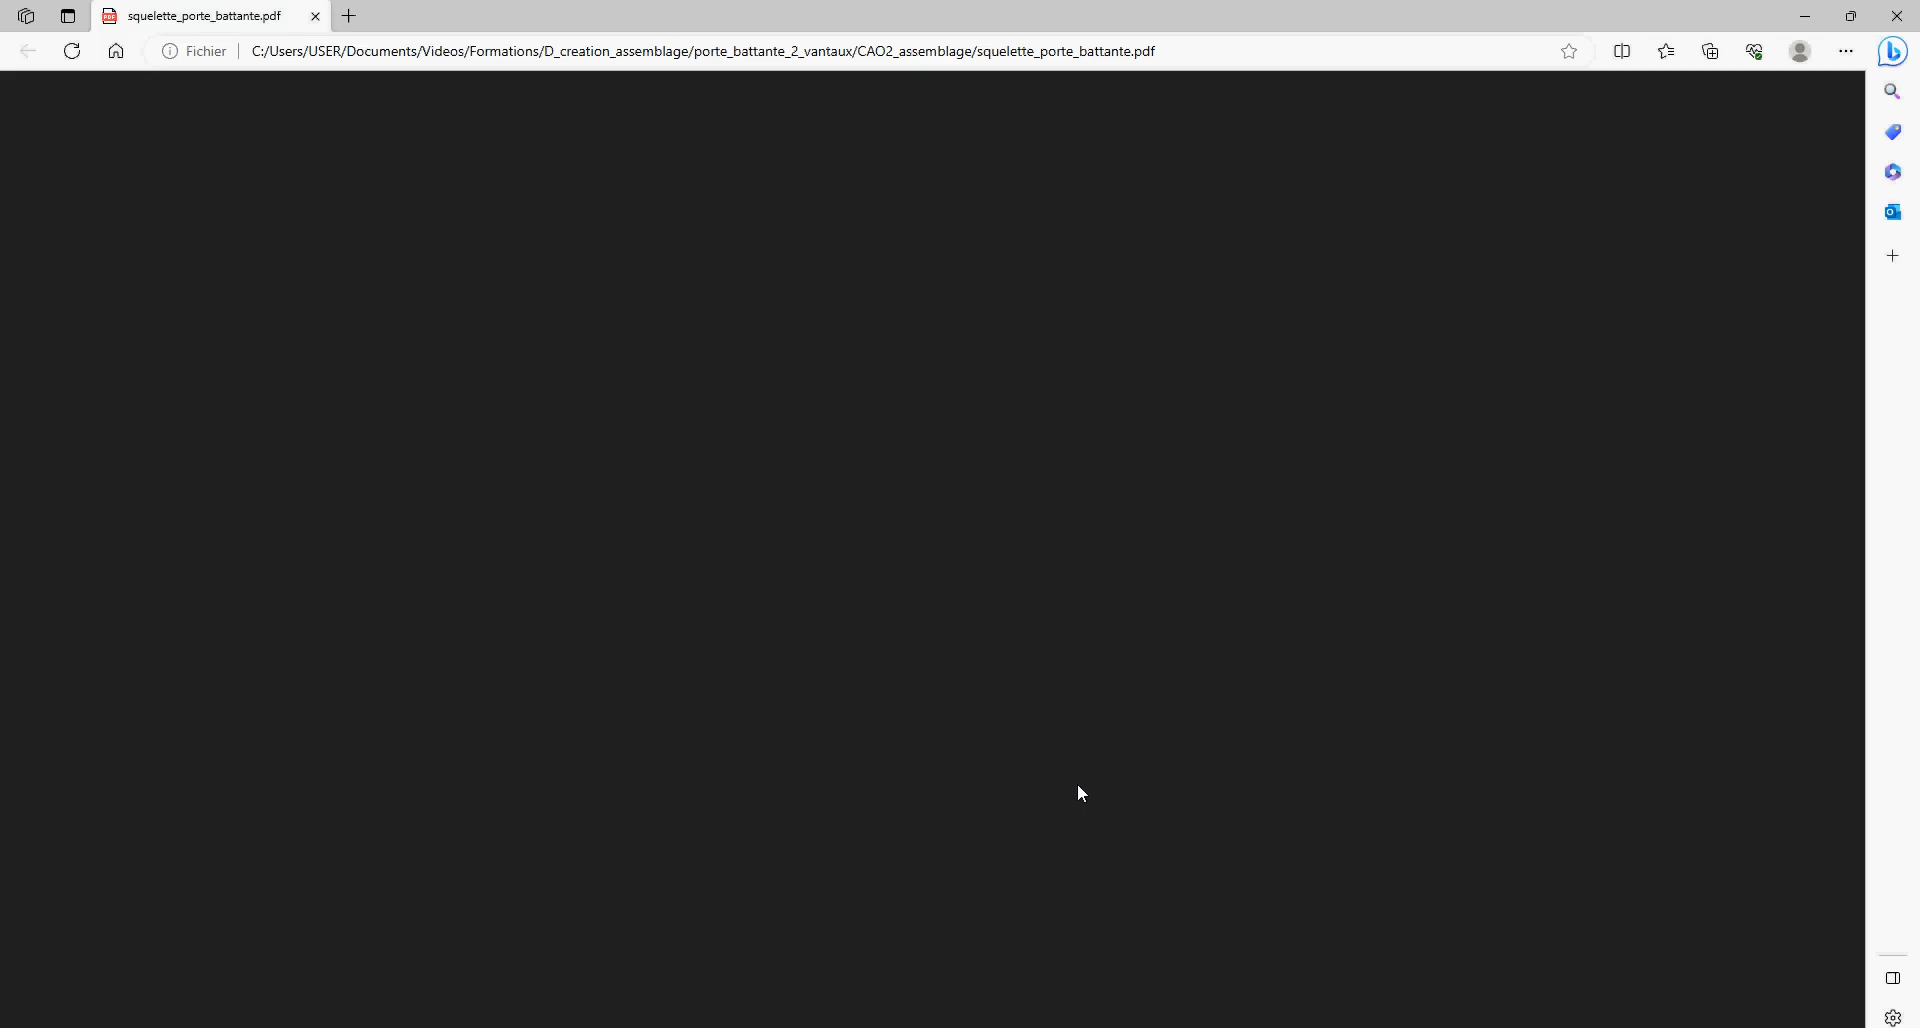 squelette_porte_battante.pdf
Fichier
C:/Users/USER/Documents/Videos/Formations/D_creation_assemblage/porte_battante_2_vantaux/CAO2_assemblage/squelette_porte_battante.pdf